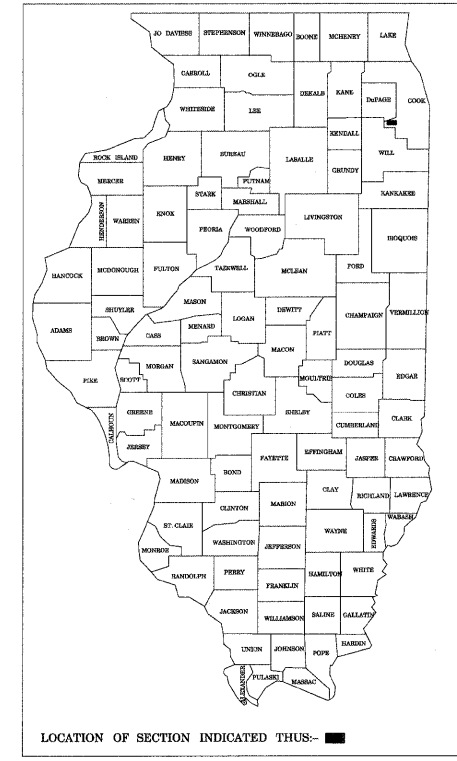 JO DAVIESS STEPHENSON WINNEBAGO BOONE MCHENRY LAKE
CARROLL OGLE DEKALB KANE DuPAGE COOK
WHITESIDE LEE
KENDALL
ROCK ISLAND HENRY BUREAU LASALLE GRUNDY WILL
MERCER STARK PUTNAM KANKAKEE
HENDERSON WARREN KNOX MARSHALL LIVINGSTON
PEORIA WOODFORD IROQUOIS
HANCOCK MCDONOUGH FULTON TAZEWELL MCLEAN FORD
MASON
SHUYLER LOGAN DEWITT CHAMPAIGN VERMILLION
ADAMS BROWN CASS MENARD PIATT
MACON
PIKE SCOTT MORGAN SANGAMON MOULTRIE DOUGLAS EDGAR
CHRISTIAN COLES
CALHOUN GREENE MACOUPIN MONTGOMERY SHELBY CUMBERLAND CLARK
JERSEY
FAYETTE EFFINGHAM JASPER CRAWFORD
MADISON BOND
CLAY RICHLAND LAWRENCE
CLINTON MARION
ST. CLAIR WAYNE EDWARDS WABASH
MONROE WASHINGTON JEFFERSON
RANDOLPH PERRY FRANKLIN HAMILTON WHITE
JACKSON WILLIAMSON SALINE GALLATIN
UNION JOHNSON POPE HARDIN
ALEXANDER PULASKI MASSAC
LOCATION OF SECTION INDICATED THUS:-